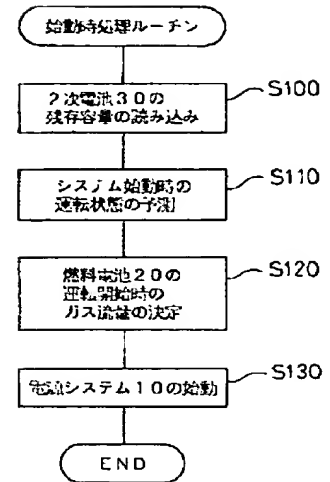 始動時処理ルーチン
S100
2次電池30の
残存容量の読み込み
S110
システム始動時の
運転状態の予測
S120
燃料電池20の
運転開始時の
ガス流量の決定
S130
電源システム10の始動
END